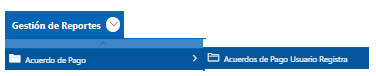 Gestión de Reportes
Acuerdo de Pago
Acuerdos de Pago Usuario Registra